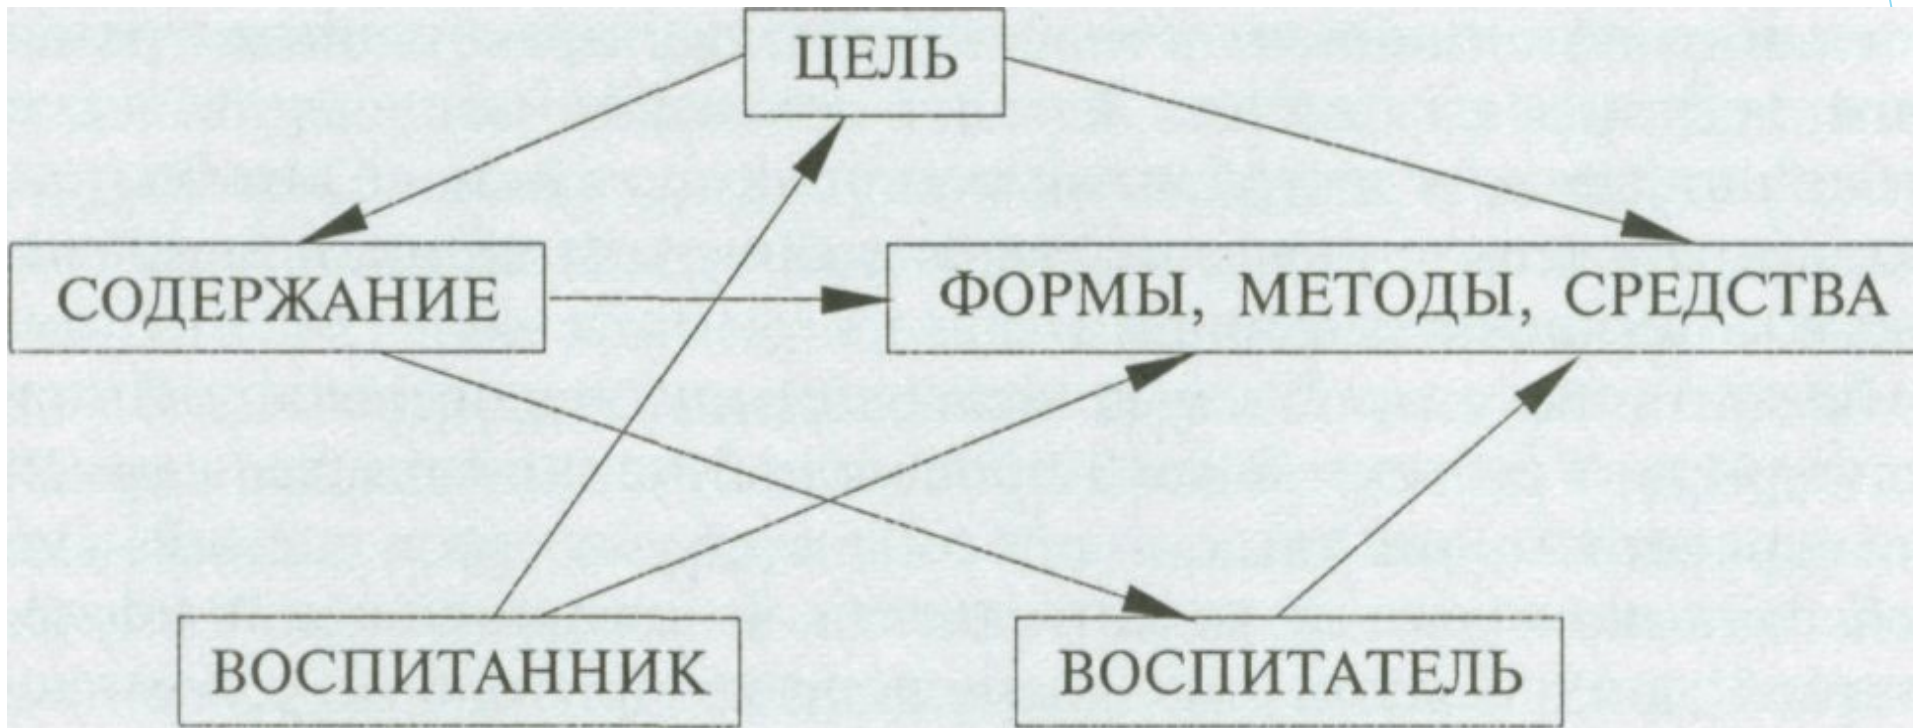 ЦЕЛЬ
СОДЕРЖАНИЕ
ФОРМЫ, МЕТОДЫ, СРЕДСТВА
ВОСПИТАННИК
ВОСПИТАТЕЛЬ